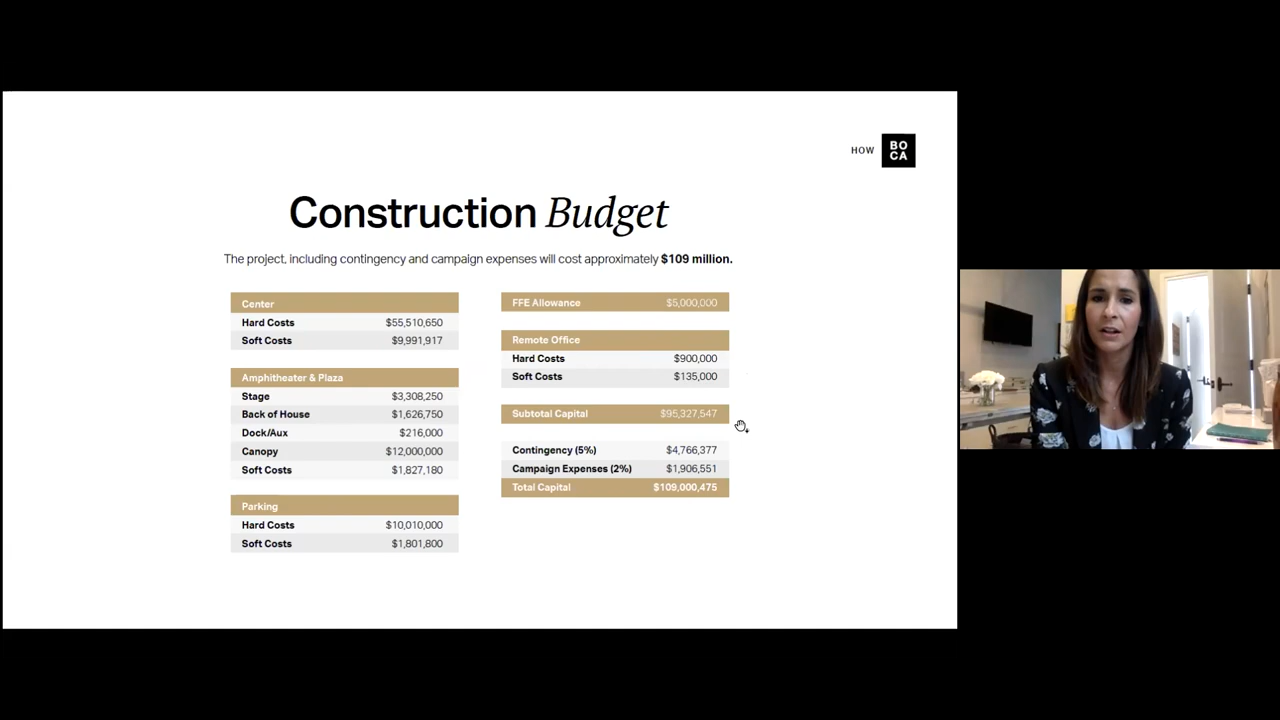 HOW
BO
CA
Construction Budget
The project, including contingency and campaign expenses will cost approximately $109 million.
Center
Hard Costs $55,510,650
Soft Costs $9,991,917
Amphitheater & Plaza
Stage $3,308,250
Back of House $1,626,750
Dock/Aux $216,000
Canopy $12,000,000
Soft Costs $1,827,180
Parking
Hard Costs $10,010,000
Soft Costs $1,801,800
FFE Allowance $5,000,000
Remote Office
Hard Costs $900,000
Soft Costs $135,000
Subtotal Capital $95,327,547
Contingency (5%) $4,766,377
Campaign Expenses (2%) $1,906,551
Total Capital $109,000,475